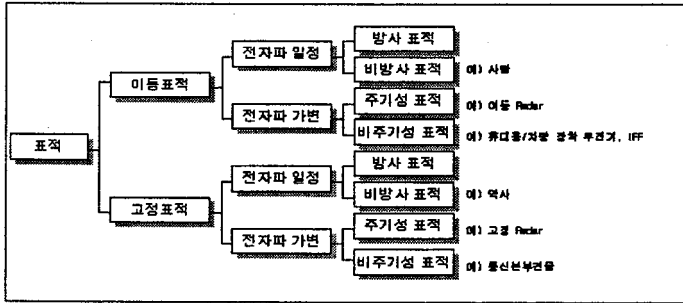 표적
이동표적
고정표적
전자파 일정
전자파 가변
전자파 일정
전자파 가변
방사 표적
비방사 표적 예) 사람
주기성 표적 예) 이동 Radar
비주기성 표적 예) 휴대용/차량 장착 무전기, IFF
방사 표적
비방사 표적 예) 막사
주기성 표적 예) 고정 Radar
비주기성 표적 예) 통신본부건물